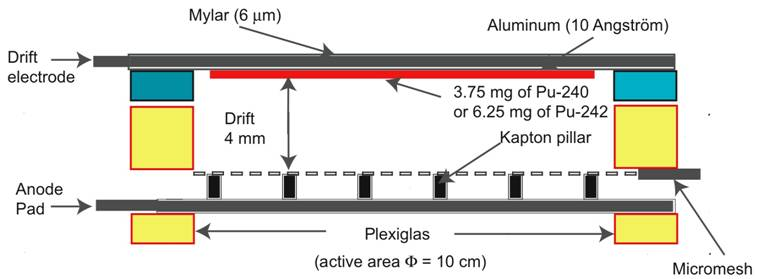 Mylar (6 μm)
Aluminum (10 Angström)
Drift
electrode
3.75 mg of Pu-240
or 6.25 mg of Pu-242
Drift
4 mm
Kapton pillar
Anode
Pad
Plexiglas
(active area Φ = 10 cm)
Micromesh